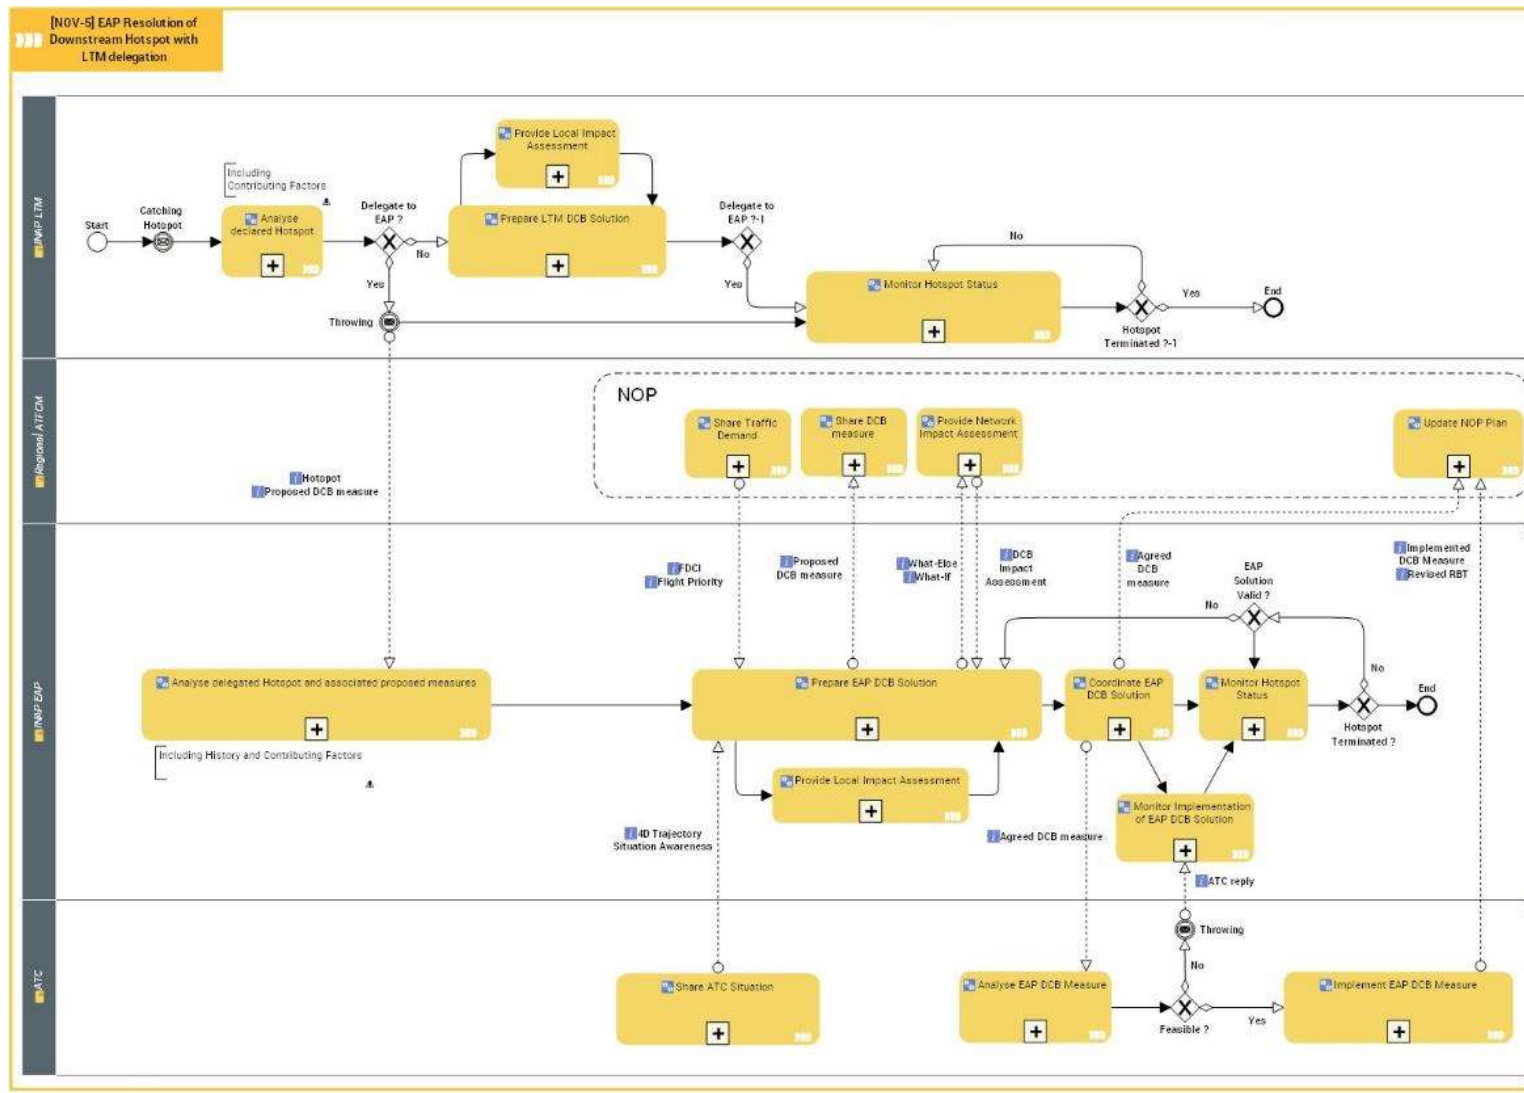 [NOV-5] EAP Resolution of
Downstream Hotspot with
LTM delegation
INAP LTM
Start
Catching
Hotspot
Including
Contributing Factors
Analyse
declared Hotspot
Delegate to
EAP ?
No
Yes
Throwing
Provide Local Impact
Assessment
Prepare LTM DCB Solution
Delegate to
EAP ?-1
Yes
No
Monitor Hotspot Status
Hotspot
Terminated ?-1
Yes
End
Regional ATFCM
NOP
Share Traffic
Demand
Share DCB
measure
Provide Network
Impact Assessment
Update NOP Plan
Hotspot
Proposed DCB measure
INAP EAP
FDCI
Flight Priority
Proposed
DCB measure
What-Else
What-If
DCB
Impact
Assessment
Agreed
DCB
measure
EAP
Solution
Valid ?
No
Implemented
DCB Measure
Revised RBT
Analyse delegated Hotspot and associated proposed measures
Including History and Contributing Factors
Prepare EAP DCB Solution
Coordinate EAP
DCB Solution
Monitor Hotspot
Status
No
End
Hotspot
Terminated ?
Provide Local Impact Assessment
Monitor Implementation
of EAP DCB Solution
4D Trajectory
Situation Awareness
Agreed DCB measure
ATC reply
ATC
Throwing
No
Share ATC Situation
Analyse EAP DCB Measure
Feasible ?
Yes
Implement EAP DCB Measure